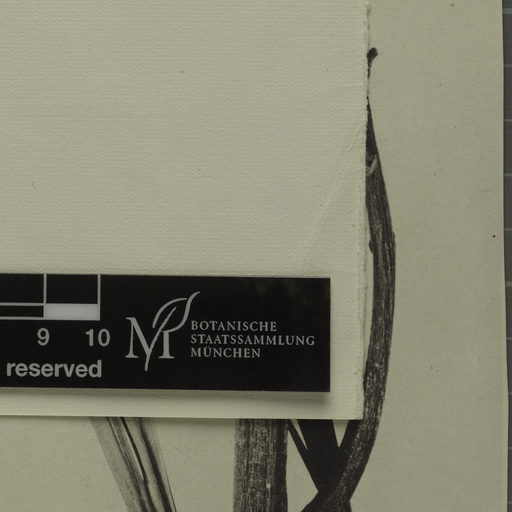 9 10
reserved
M
BOTANISCHE
STAATSSAMMLUNG
MÜNCHEN